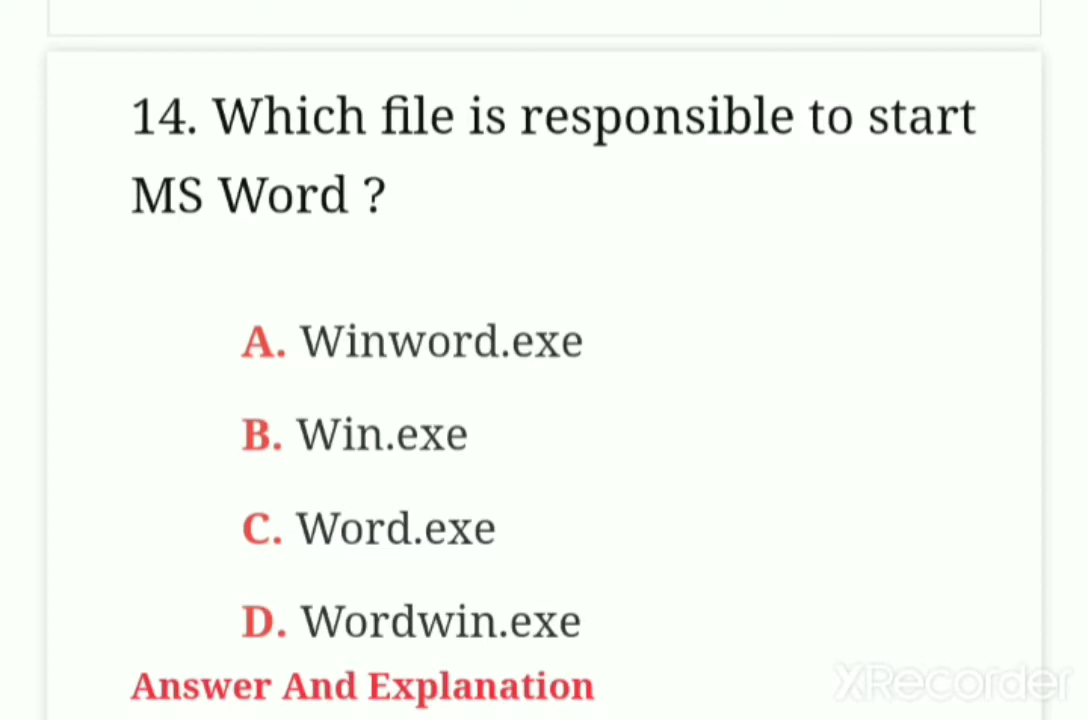 14. Which file is responsible to start
MS Word ?
A. Winword.exe
B. Win.exe
C. Word.exe
D. Wordwin.exe
Answer And Explanation
XRecorder